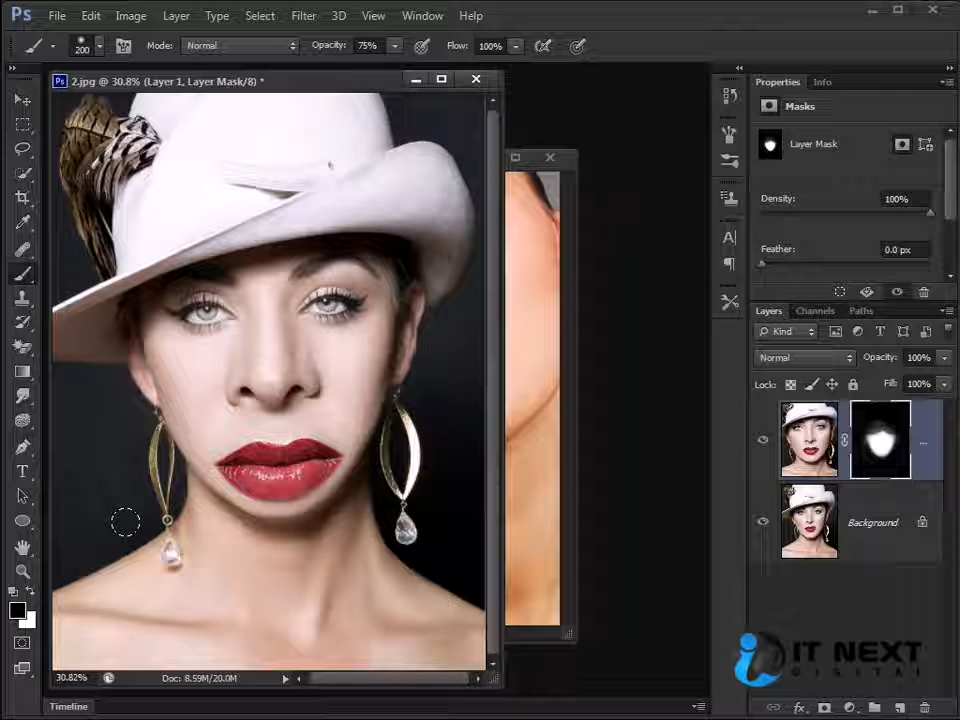 Ps File Edit Image Layer Type Select Filter 3D View Window Help
200 Mode: Normal Opacity: 75% Flow: 100%
Ps 2.jpg @ 30.8% (Layer 1, Layer Mask/8) *
Properties Info
Masks
Layer Mask
Density: 100%
Feather: 0.0 px
Layers Channels Paths
Kind
Normal Opacity: 100%
Lock: Fill: 100%
...
Background
30.82% Doc: 8.59M/20.0M
Timeline
IT NEXT
DIGITAL